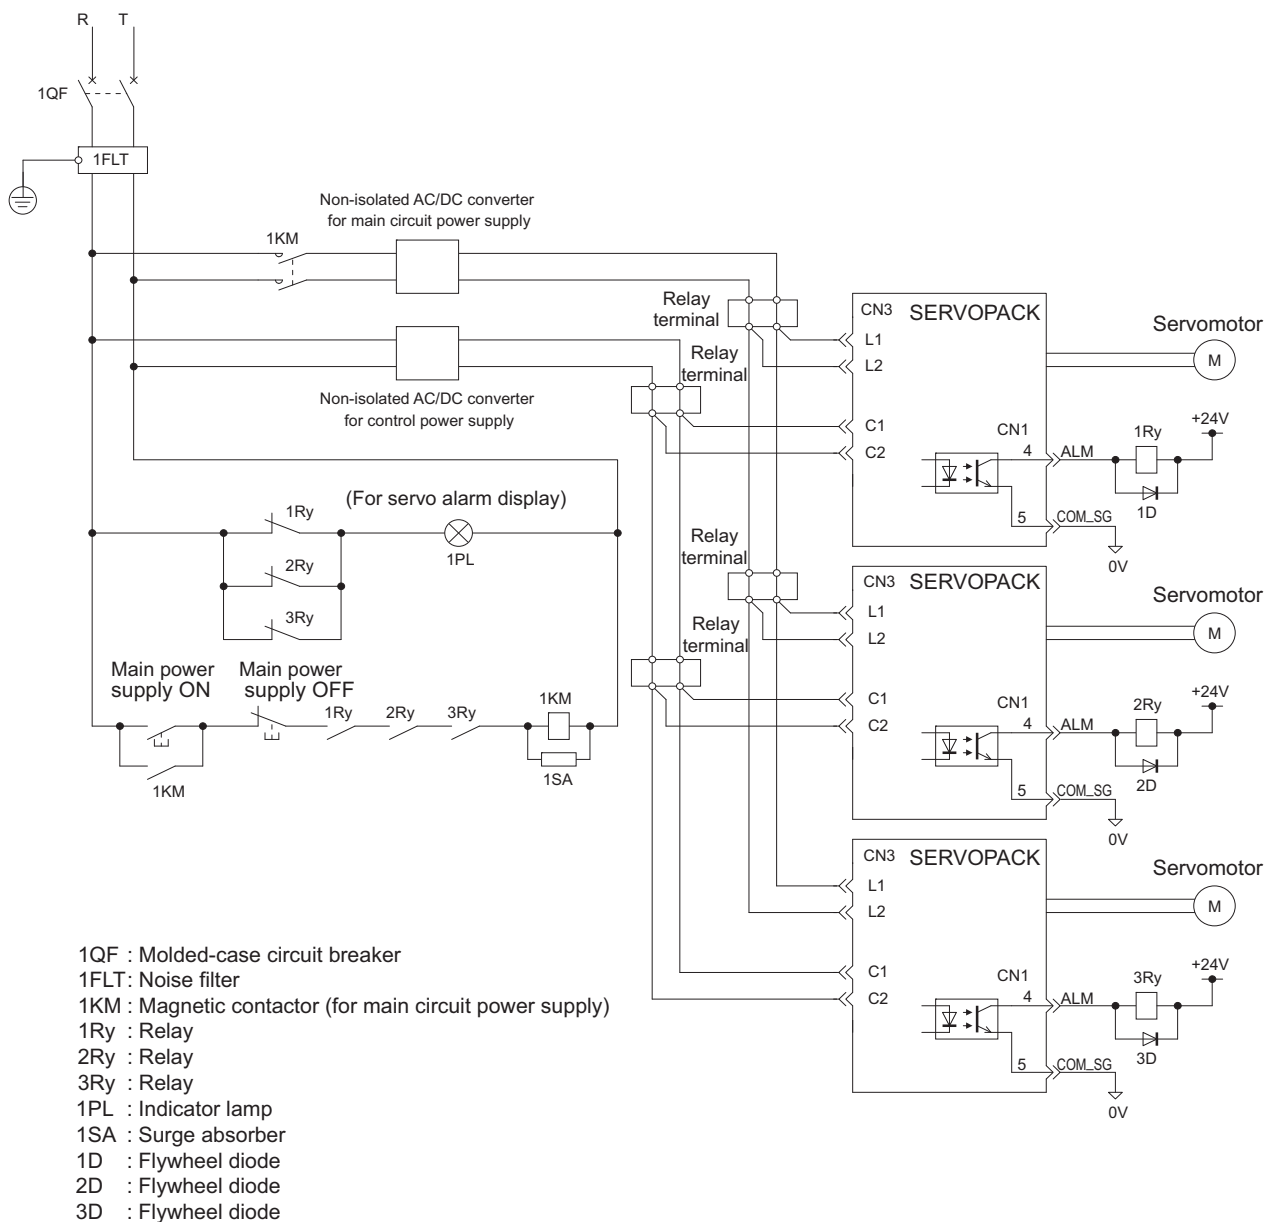 R T
1QF
1FLT
Non-isolated AC/DC converter
for main circuit power supply
1KM
Non-isolated AC/DC converter
for control power supply
Relay
terminal
Relay
terminal
CN3 SERVOPACK
L1
L2
C1
C2
CN1
4
ALM
5
COM_SG
0V
Servomotor
M
1Ry
+24V
1D
(For servo alarm display)
1Ry
1PL
2Ry
3Ry
Relay
terminal
Relay
terminal
CN3 SERVOPACK
L1
L2
C1
C2
CN1
4
ALM
5
COM_SG
0V
Servomotor
M
2Ry
+24V
2D
Main power
supply ON
Main power
supply OFF
1Ry 2Ry 3Ry
1KM
1SA
1KM
CN3 SERVOPACK
L1
L2
C1
C2
CN1
4
ALM
5
COM_SG
0V
Servomotor
M
3Ry
+24V
3D
1QF : Molded-case circuit breaker
1FLT: Noise filter
1KM : Magnetic contactor (for main circuit power supply)
1Ry : Relay
2Ry : Relay
3Ry : Relay
1PL : Indicator lamp
1SA : Surge absorber
1D : Flywheel diode
2D : Flywheel diode
3D : Flywheel diode